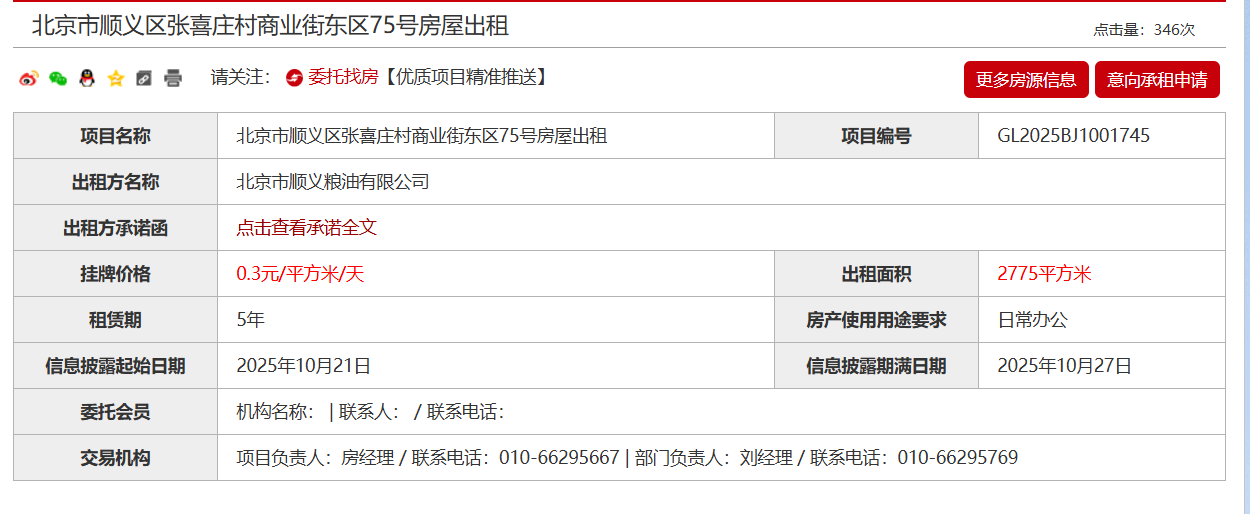 北京市顺义区张喜庄村商业街东区75号房屋出租
点击量：346次
请关注： 委托找房【优质项目精准推送】
更多房源信息 意向承租申请
项目名称 北京市顺义区张喜庄村商业街东区75号房屋出租 项目编号 GL2025BJ1001745
出租方名称 北京市顺义粮油有限公司
出租方承诺函 点击查看承诺全文
挂牌价格 0.3元/平方米/天 出租面积 2775平方米
租赁期 5年 房产使用用途要求 日常办公
信息披露起始日期 2025年10月21日 信息披露期满日期 2025年10月27日
委托会员 机构名称： | 联系人： / 联系电话：
交易机构 项目负责人：房经理 / 联系电话：010-66295667 | 部门负责人：刘经理 / 联系电话：010-66295769